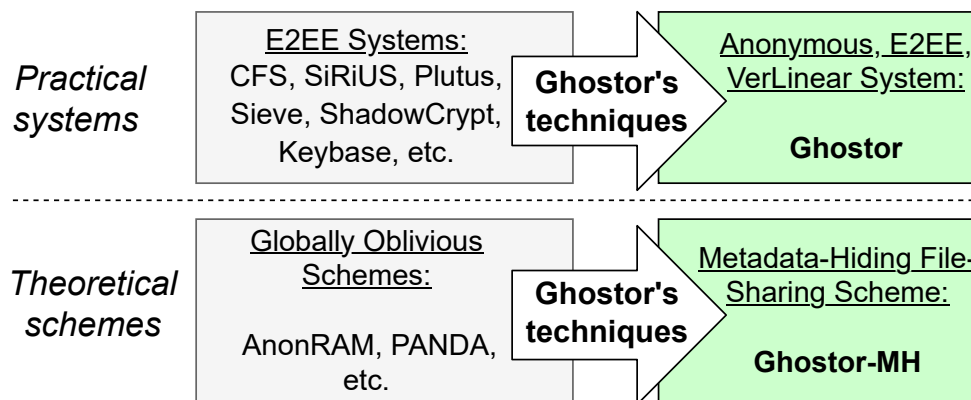 Practical
systems
E2EE Systems:
CFS, SiRiUS, Plutus,
Sieve, ShadowCrypt,
Keybase, etc.
Ghostor's
techniques
Anonymous, E2EE,
VerLinear System:
Ghostor
Theoretical
schemes
Globally Oblivious
Schemes:
AnonRAM, PANDA,
etc.
Ghostor's
techniques
Metadata-Hiding File-
Sharing Scheme:
Ghostor-MH